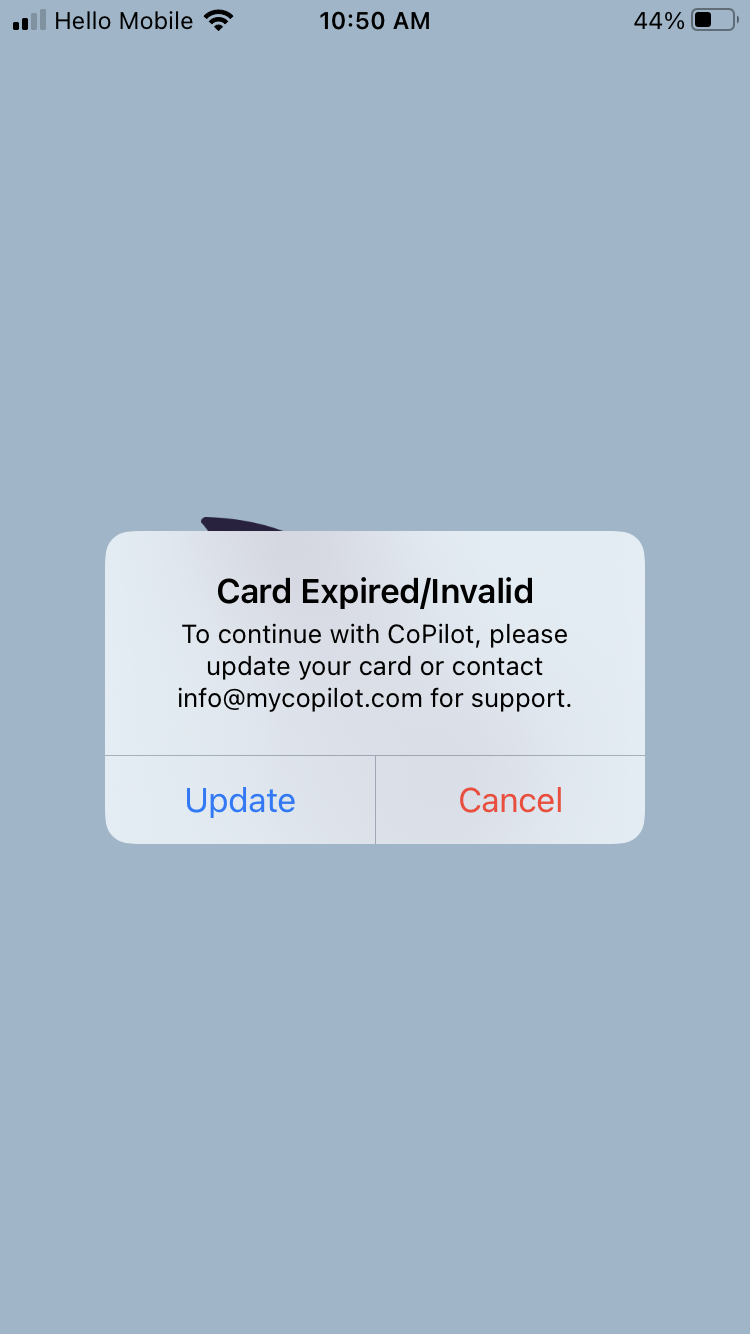 Hello Mobile 10:50 AM 44%
Card Expired/Invalid
To continue with CoPilot, please
update your card or contact
info@mycopilot.com for support.
Update Cancel